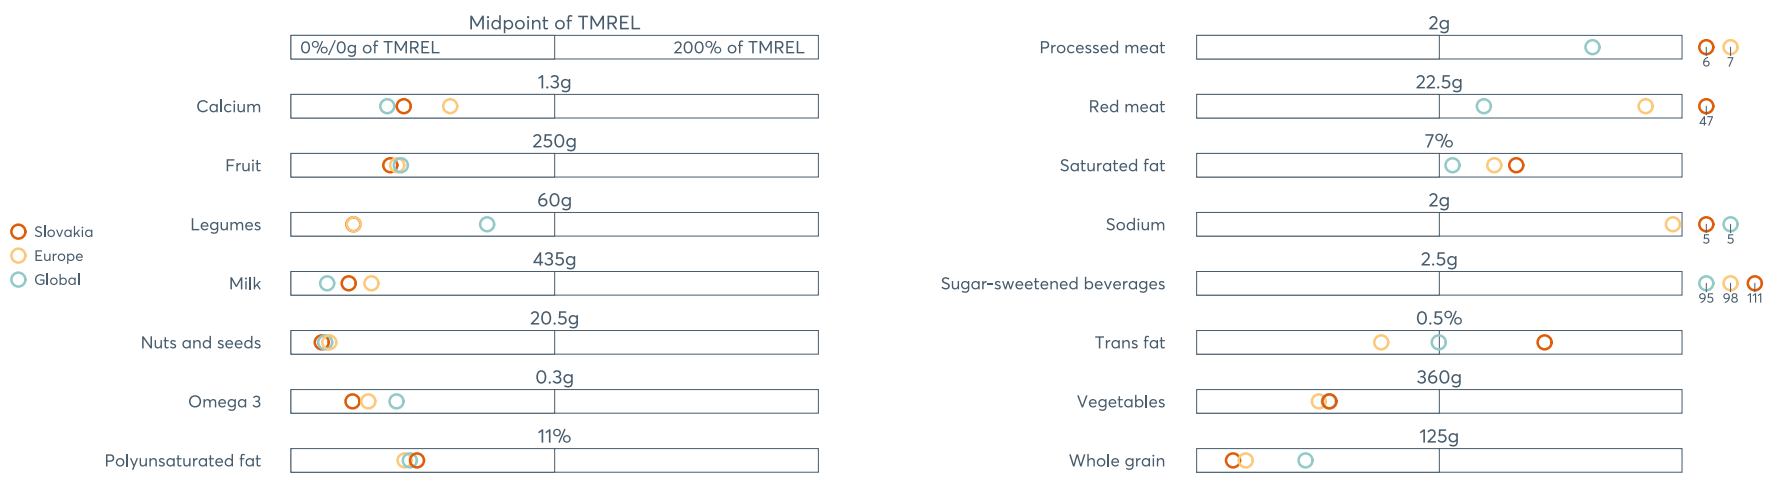 Midpoint of TMREL
0%/0g of TMREL 200% of TMREL
1.3g
Calcium
250g
Fruit
60g
Legumes
435g
Milk
20.5g
Nuts and seeds
0.3g
Omega 3
11%
Polyunsaturated fat
Slovakia
Europe
Global
2g
Processed meat
6 7
22.5g
Red meat
47
7%
Saturated fat
2g
Sodium
5 5
2.5g
Sugar-sweetened beverages
95 98 111
0.5%
Trans fat
360g
Vegetables
125g
Whole grain